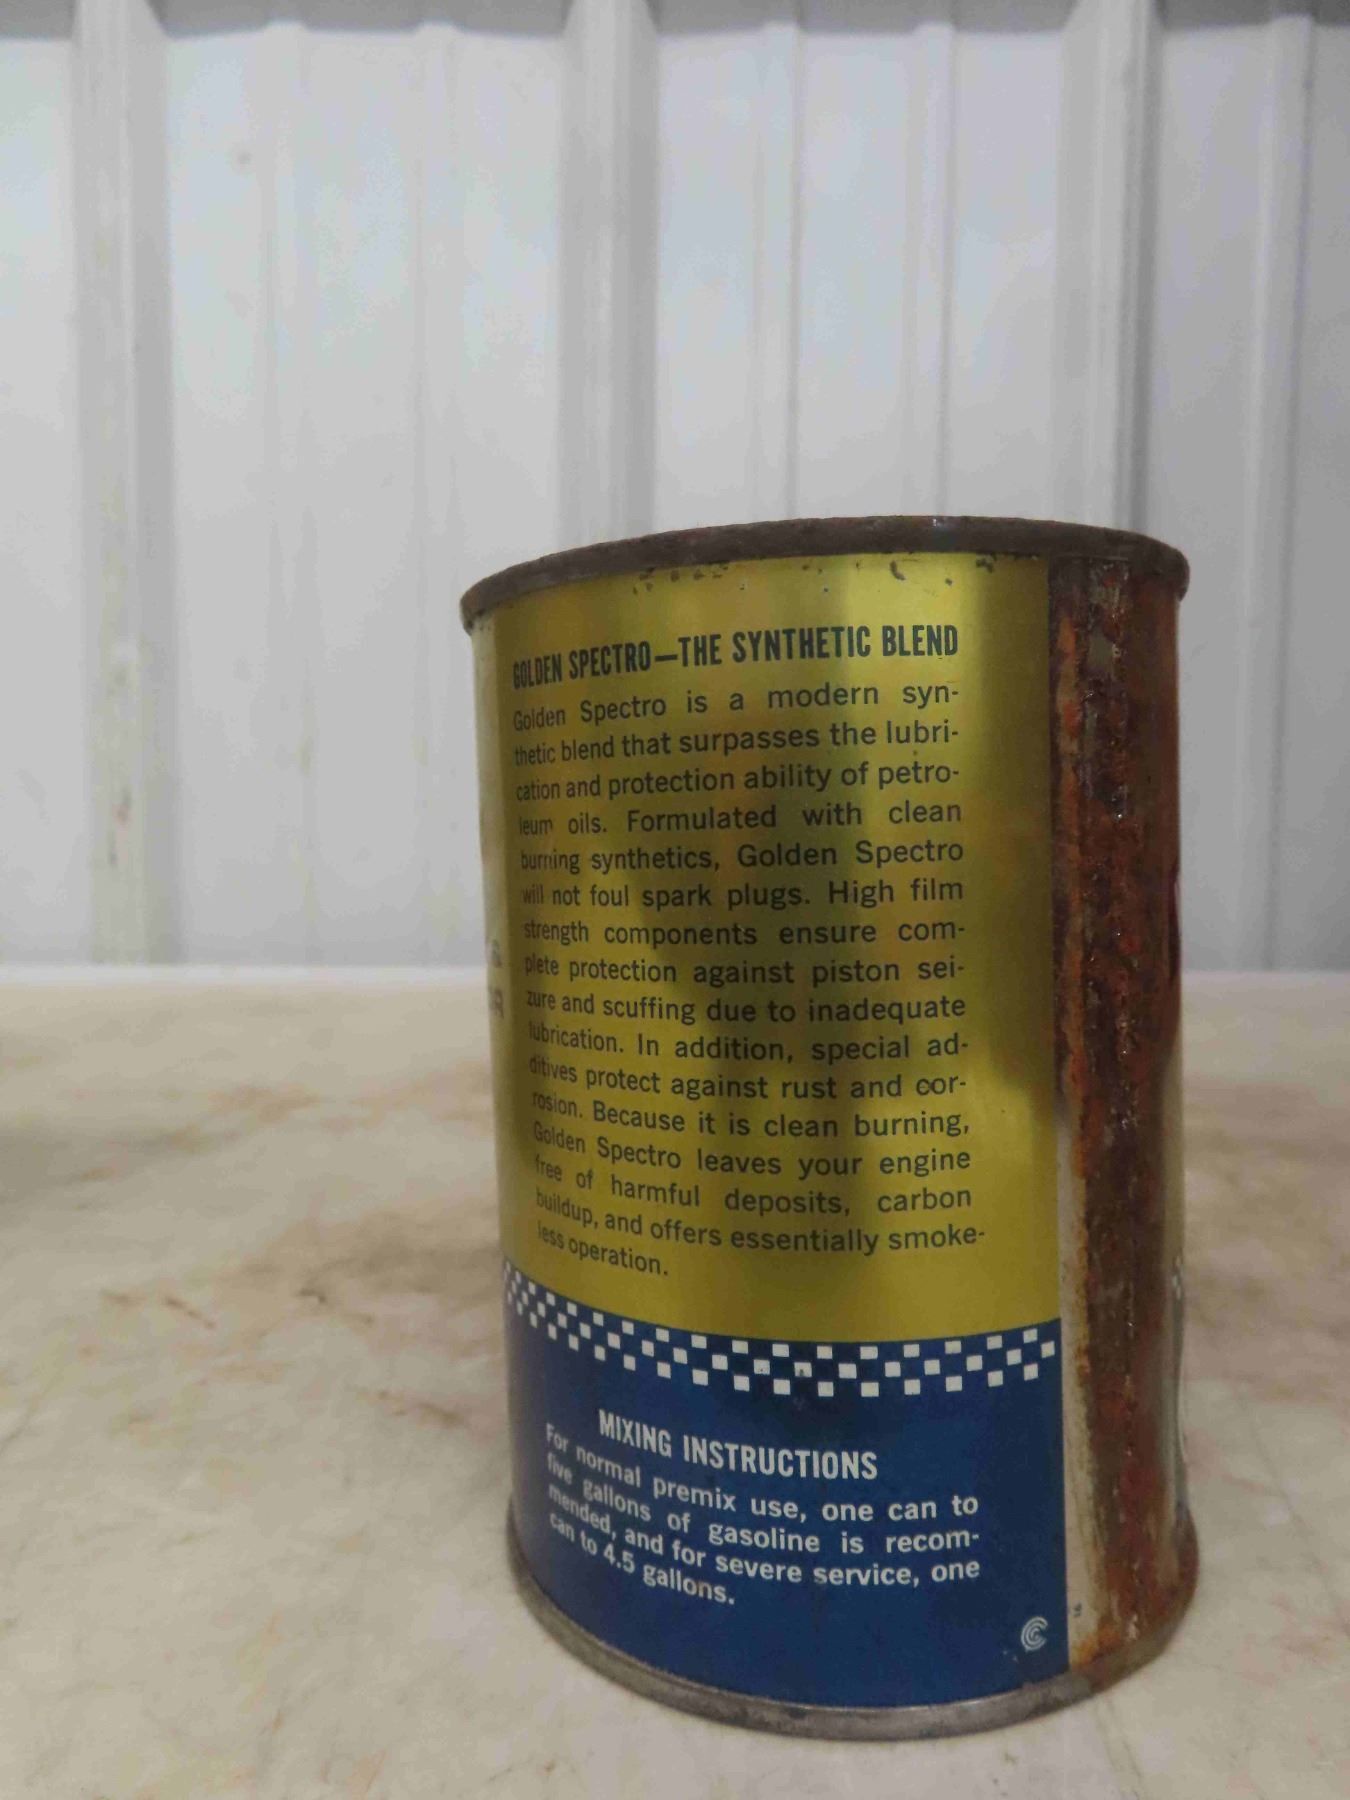 GOLDEN SPECTRO—THE SYNTHETIC BLEND
Golden Spectro is a modern syn-
thetic blend that surpasses the lubri-
cation and protection ability of petro-
leum oils. Formulated with clean
burning synthetics, Golden Spectro
will not foul spark plugs. High film
strength components ensure com-
plete protection against piston sei-
zure and scuffing due to inadequate
lubrication. In addition, special ad-
ditives protect against rust and cor-
rosion. Because it is clean burning,
Golden Spectro leaves your engine
free of harmful deposits, carbon
buildup, and offers essentially smoke-
less operation.
MIXING INSTRUCTIONS
For normal premix use, one can to
five gallons of gasoline is recom-
mended, and for severe service, one
can to 4.5 gallons.